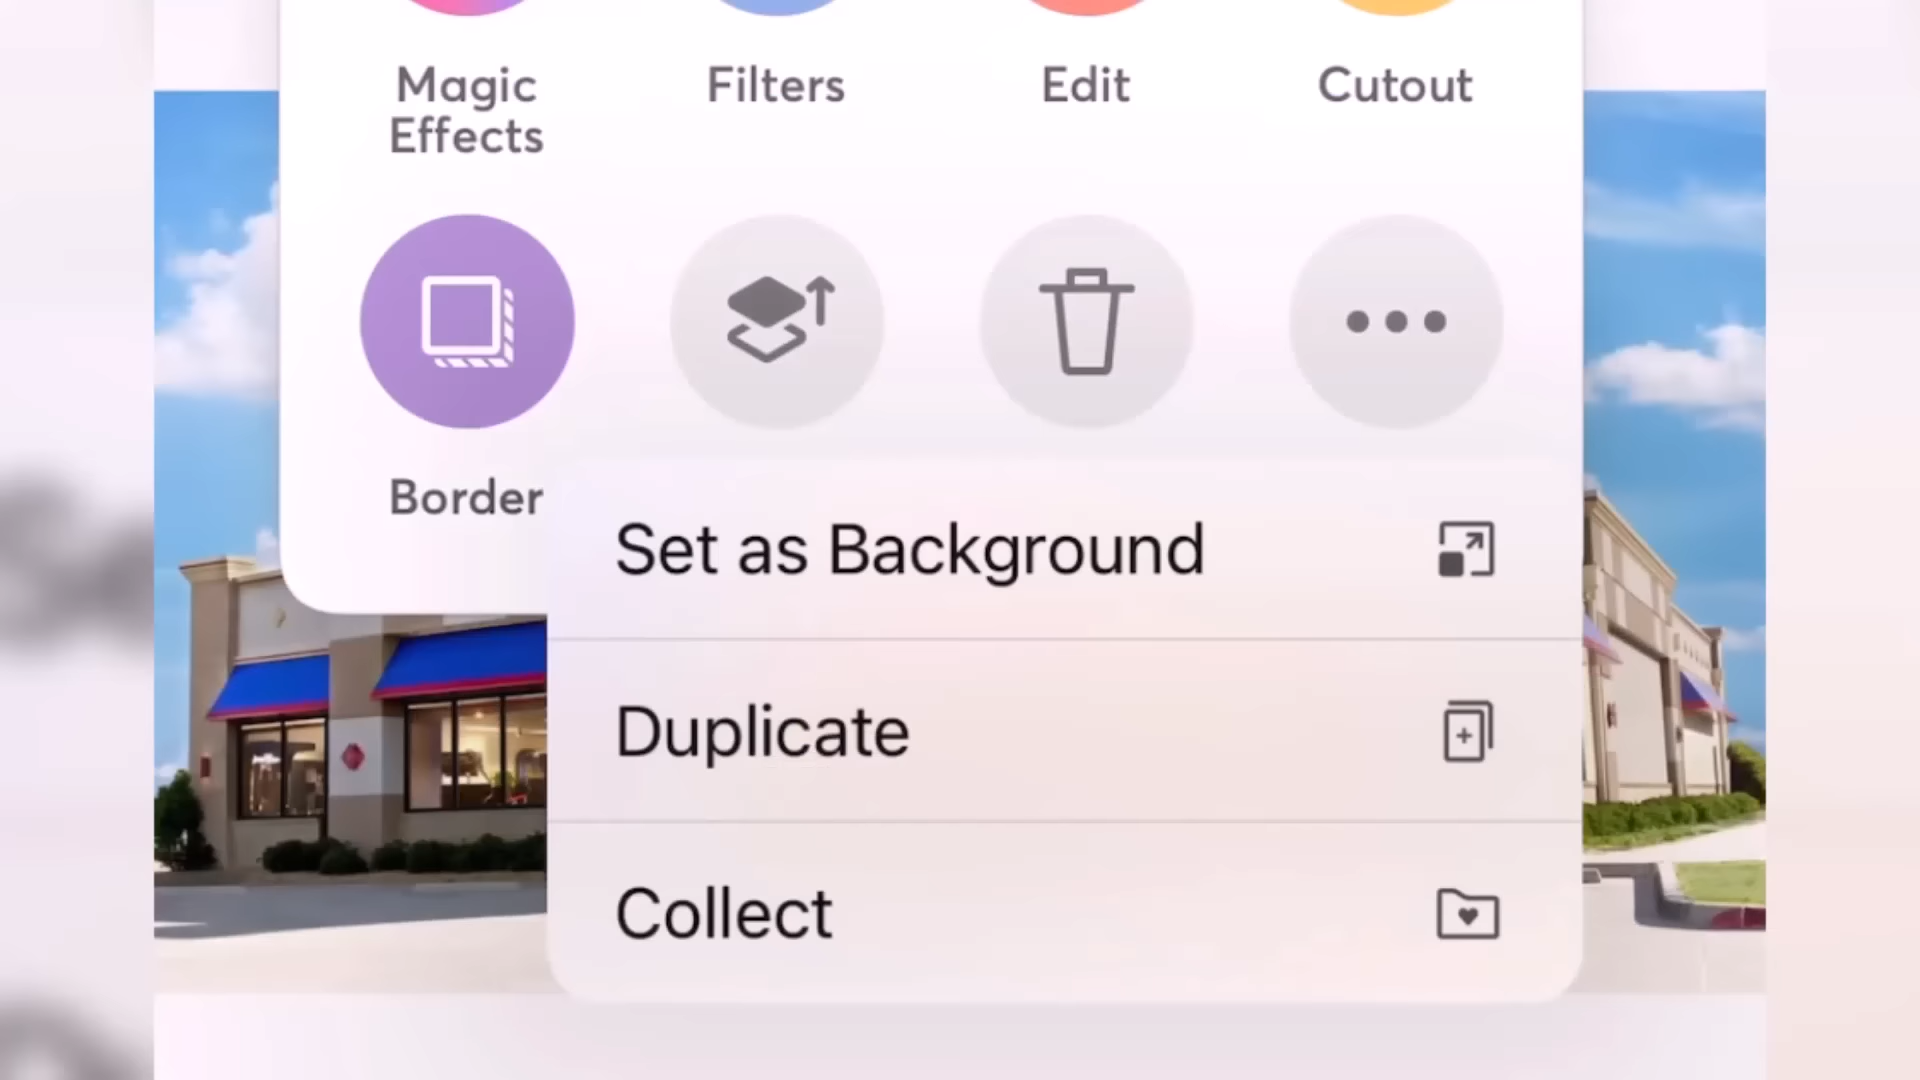 Magic
Effects
Filters
Edit
Cutout
Border
Set as Background
Duplicate
Collect